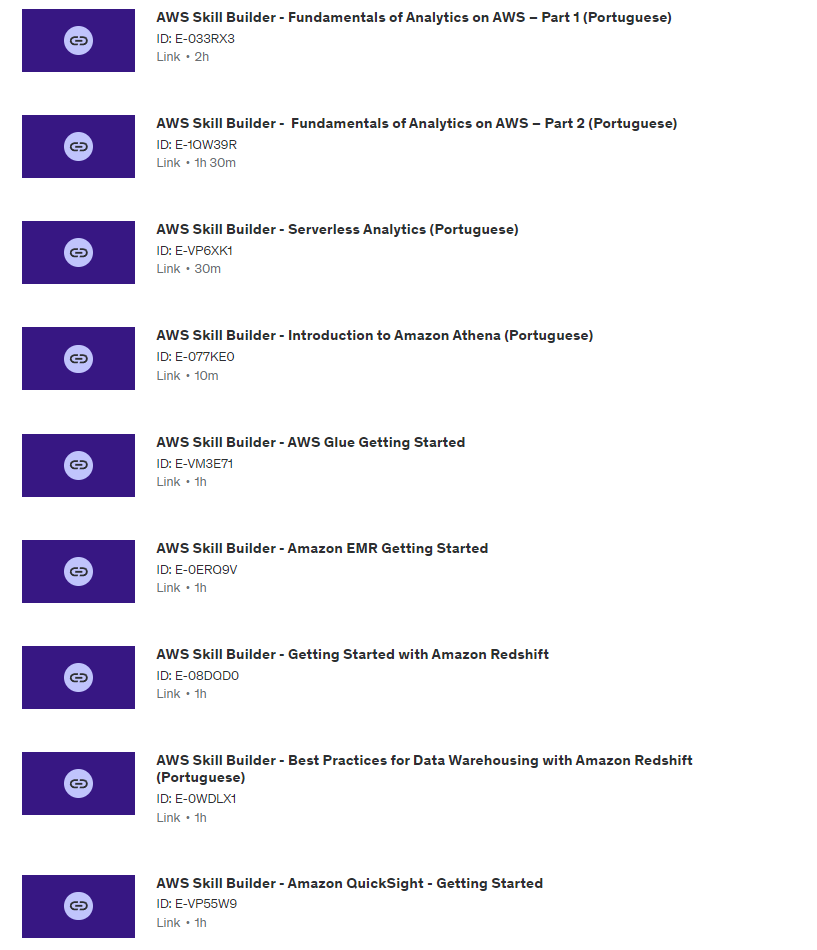 AWS Skill Builder - Fundamentals of Analytics on AWS – Part 1 (Portuguese)
ID: E-033RX3
Link • 2h
AWS Skill Builder - Fundamentals of Analytics on AWS – Part 2 (Portuguese)
ID: E-1QW39R
Link • 1h 30m
AWS Skill Builder - Serverless Analytics (Portuguese)
ID: E-VP6XK1
Link • 30m
AWS Skill Builder - Introduction to Amazon Athena (Portuguese)
ID: E-077KE0
Link • 10m
AWS Skill Builder - AWS Glue Getting Started
ID: E-VM3E71
Link • 1h
AWS Skill Builder - Amazon EMR Getting Started
ID: E-0ERQ9V
Link • 1h
AWS Skill Builder - Getting Started with Amazon Redshift
ID: E-08DQD0
Link • 1h
AWS Skill Builder - Best Practices for Data Warehousing with Amazon Redshift
(Portuguese)
ID: E-0WDLX1
Link • 1h
AWS Skill Builder - Amazon QuickSight - Getting Started
ID: E-VP55W9
Link • 1h